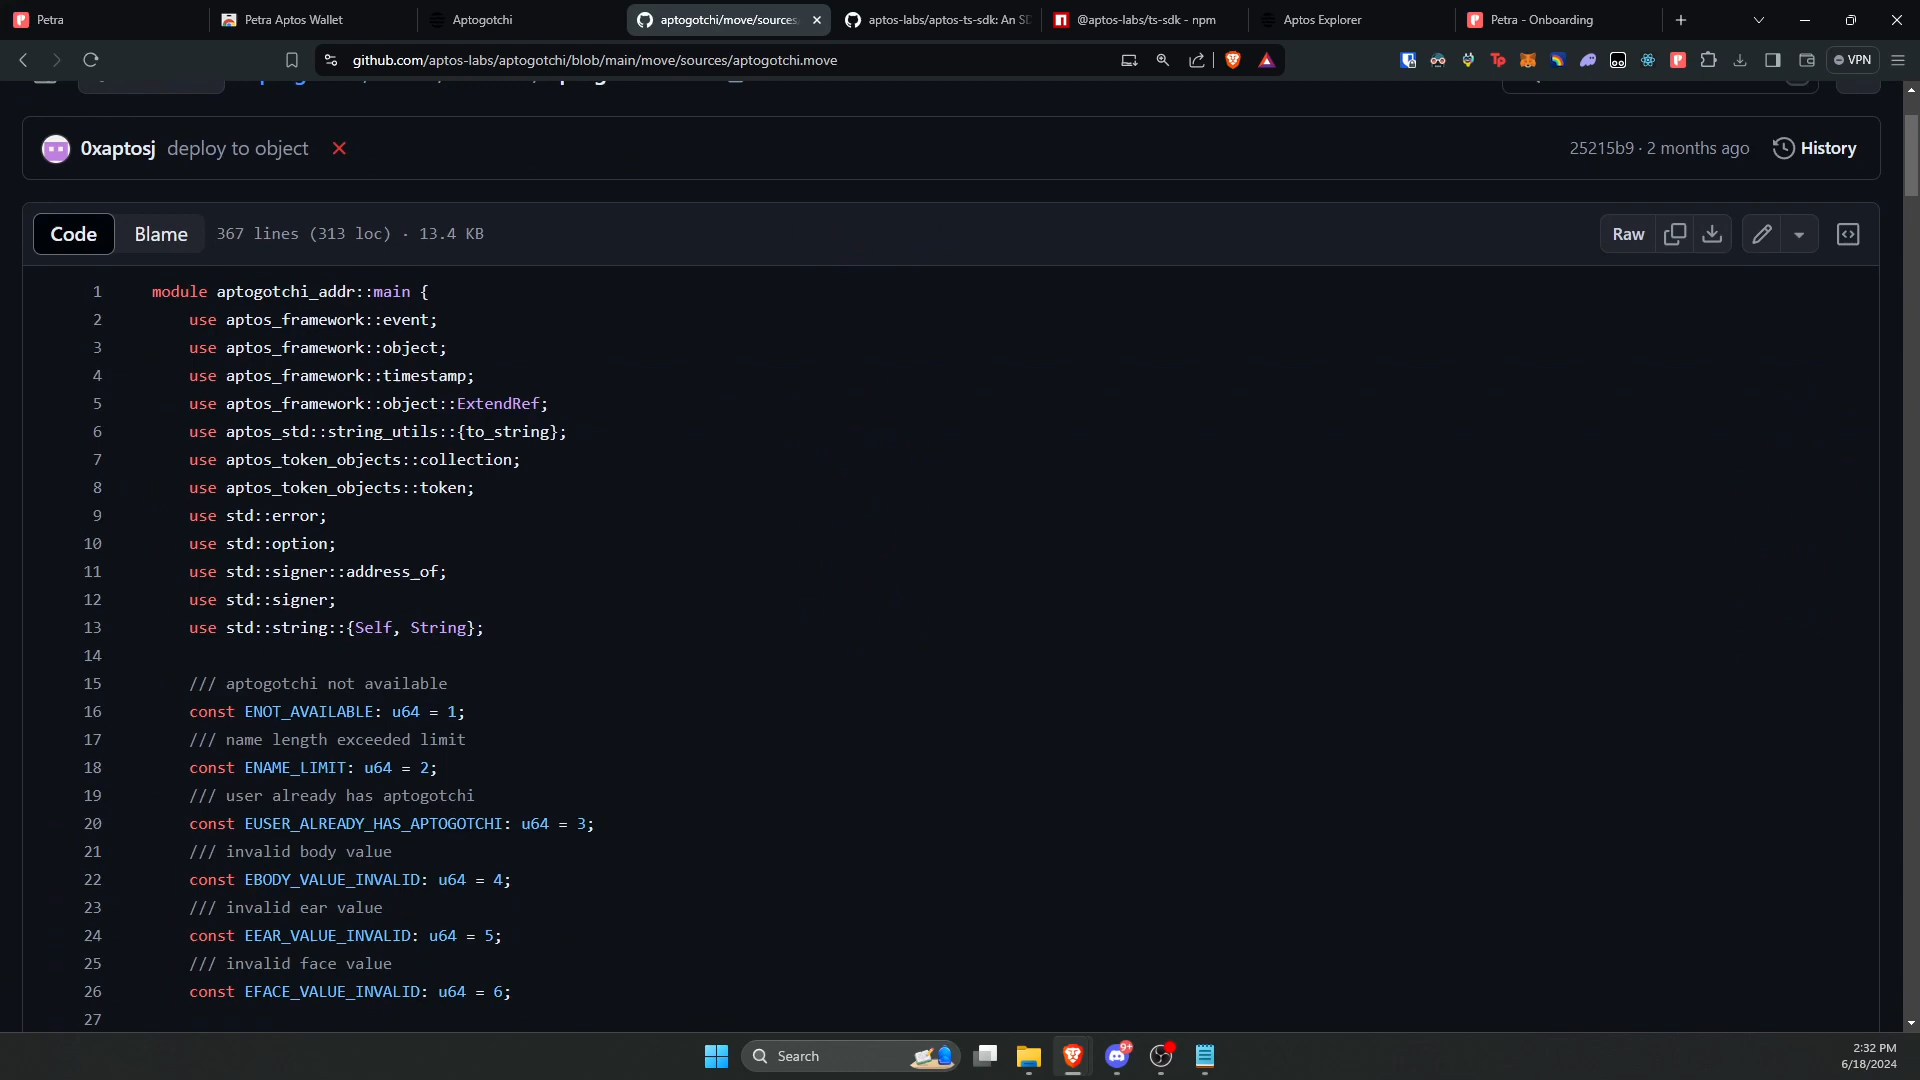 Petra
Petra Aptos Wallet
Aptogotchi
aptogotchi/move/sources
aptos-labs/aptos-ts-sdk: An SD
@aptos-labs/ts-sdk - npm
Aptos Explorer
Petra - Onboarding
github.com/aptos-labs/aptogotchi/blob/main/move/sources/aptogotchi.move
VPN
0xaptosj deploy to object
25215b9 · 2 months ago
History
Code
Blame
367 lines (313 loc) · 13.4 KB
Raw
1 module aptogotchi_addr::main {
2 use aptos_framework::event;
3 use aptos_framework::object;
4 use aptos_framework::timestamp;
5 use aptos_framework::object::ExtendRef;
6 use aptos_std::string_utils::{to_string};
7 use aptos_token_objects::collection;
8 use aptos_token_objects::token;
9 use std::error;
10 use std::option;
11 use std::signer::address_of;
12 use std::signer;
13 use std::string::{Self, String};
14
15 /// aptogotchi not available
16 const ENOT_AVAILABLE: u64 = 1;
17 /// name length exceeded limit
18 const ENAME_LIMIT: u64 = 2;
19 /// user already has aptogotchi
20 const EUSER_ALREADY_HAS_APTOGOTCHI: u64 = 3;
21 /// invalid body value
22 const EBODY_VALUE_INVALID: u64 = 4;
23 /// invalid ear value
24 const EEAR_VALUE_INVALID: u64 = 5;
25 /// invalid face value
26 const EFACE_VALUE_INVALID: u64 = 6;
27
Search
9+
2:32 PM
6/18/2024